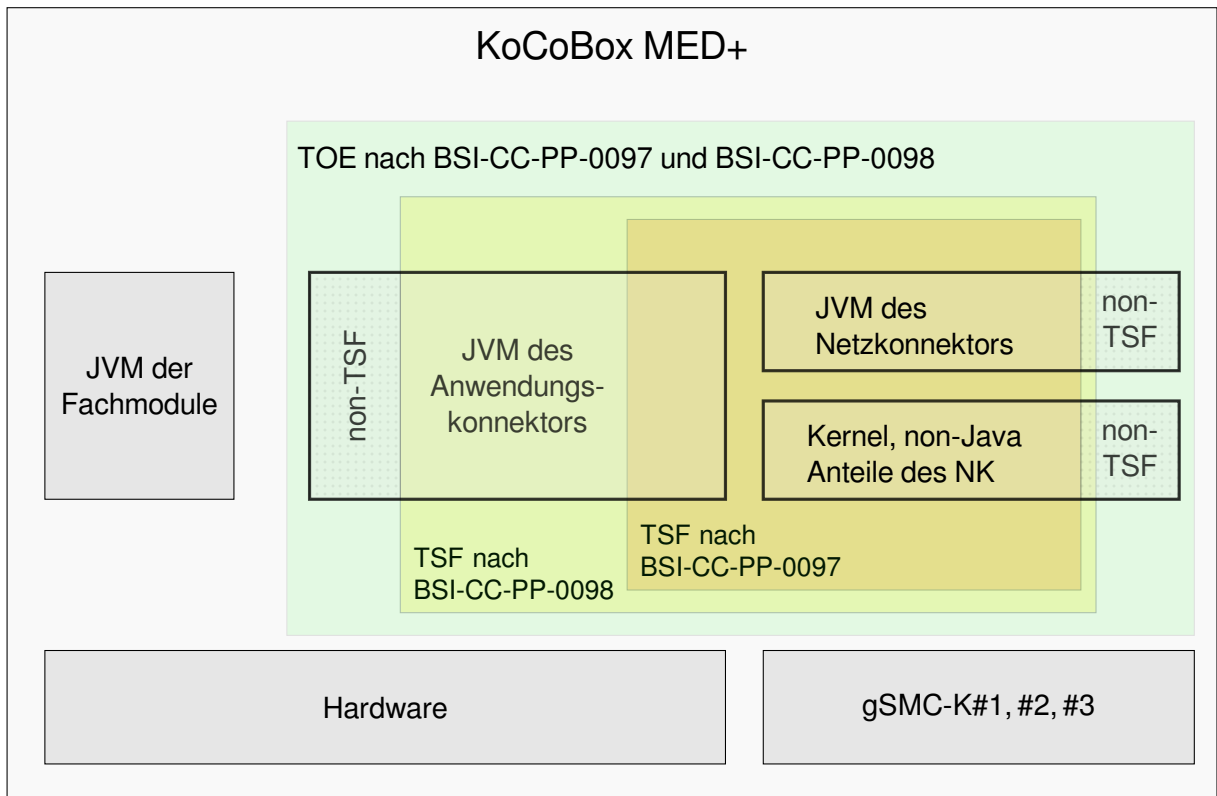 KoCoBox MED+
TOE nach BSI-CC-PP-0097 und BSI-CC-PP-0098
JVM der
Fachmodule
non-TSF
JVM des
Anwendungs-
konnektors
JVM des
Netzkonnektors
non-
TSF
Kernel, non-Java
Anteile des NK
non-
TSF
TSF nach
BSI-CC-PP-0098
TSF nach
BSI-CC-PP-0097
Hardware
gSMC-K#1, #2, #3